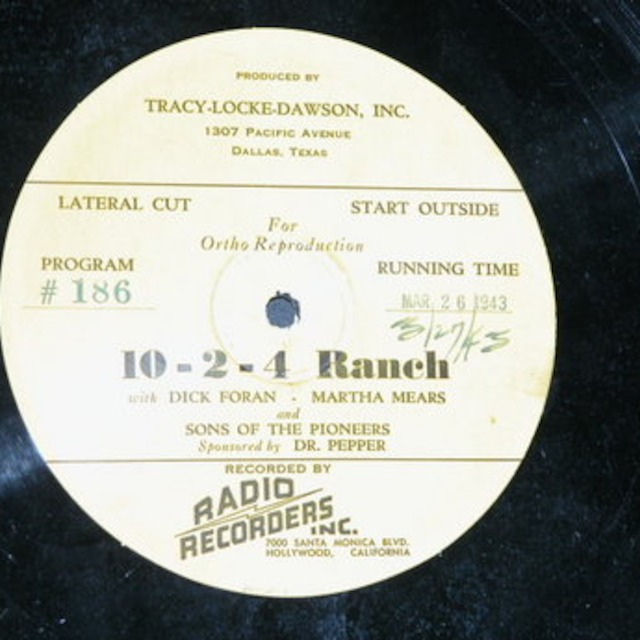 PRODUCED BY
TRACY-LOCKE-DAWSON, INC.
1307 PACIFIC AVENUE
DALLAS, TEXAS
LATERAL CUT START OUTSIDE
For
Ortho Reproduction
PROGRAM RUNNING TIME
# 186 MAR. 26 1943
3/27/43
10-2-4 Ranch
with DICK FORAN - MARTHA MEARS
and
SONS OF THE PIONEERS
Sponsored by DR. PEPPER
RECORDED BY
RADIO
RECORDERS
INC.
7000 SANTA MONICA BLVD.
HOLLYWOOD, CALIFORNIA